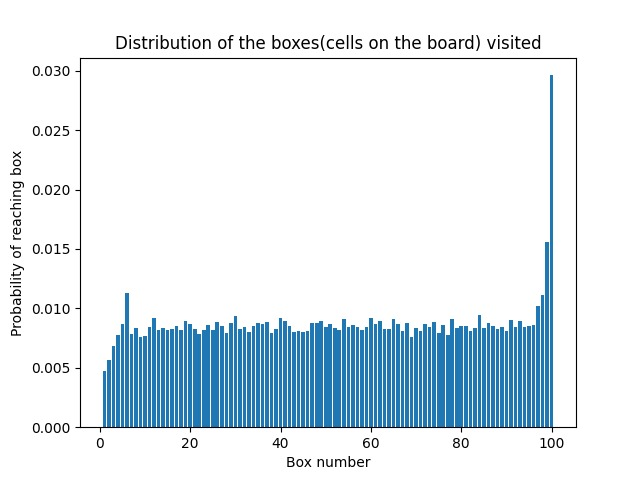 Distribution of the boxes(cells on the board) visited
0.030
0.025
0.020
0.015
0.010
0.005
0.000
Probability of reaching box
0 20 40 60 80 100
Box number